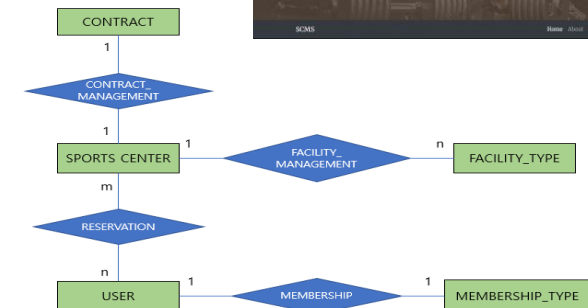 SCMS
Home About
CONTRACT
1
CONTRACT_
MANAGEMENT
1
SPORTS CENTER
1
FACILITY_
MANAGEMENT
n
FACILITY_TYPE
m
RESERVATION
n
USER
1
MEMBERSHIP
1
MEMBERSHIP_TYPE